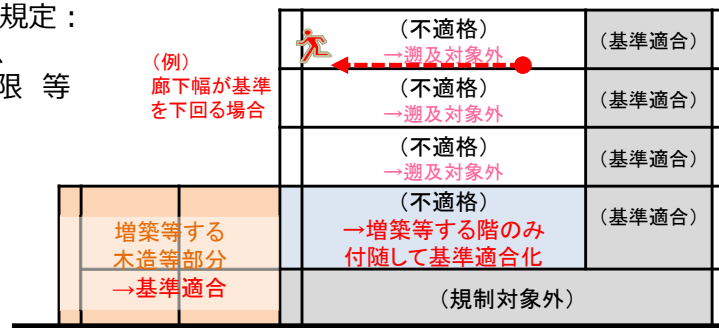 規定：
、
限 等
（例）
廊下幅が基準
を下回る場合
（不適格）
→遡及対象外
（基準適合）
（不適格）
→遡及対象外
（基準適合）
（不適格）
→遡及対象外
（基準適合）
（不適格）
→増築等する階のみ
付随して基準適合化
（基準適合）
増築等する
木造等部分
→基準適合
（規制対象外）